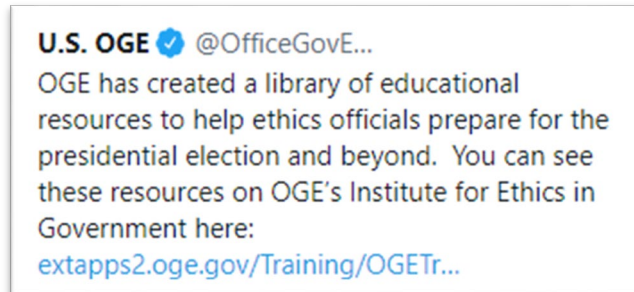 U.S. OGE @OfficeGovE...
OGE has created a library of educational
resources to help ethics officials prepare for the
presidential election and beyond.  You can see
these resources on OGE's Institute for Ethics in
Government here:
extapps2.oge.gov/Training/OGETr...